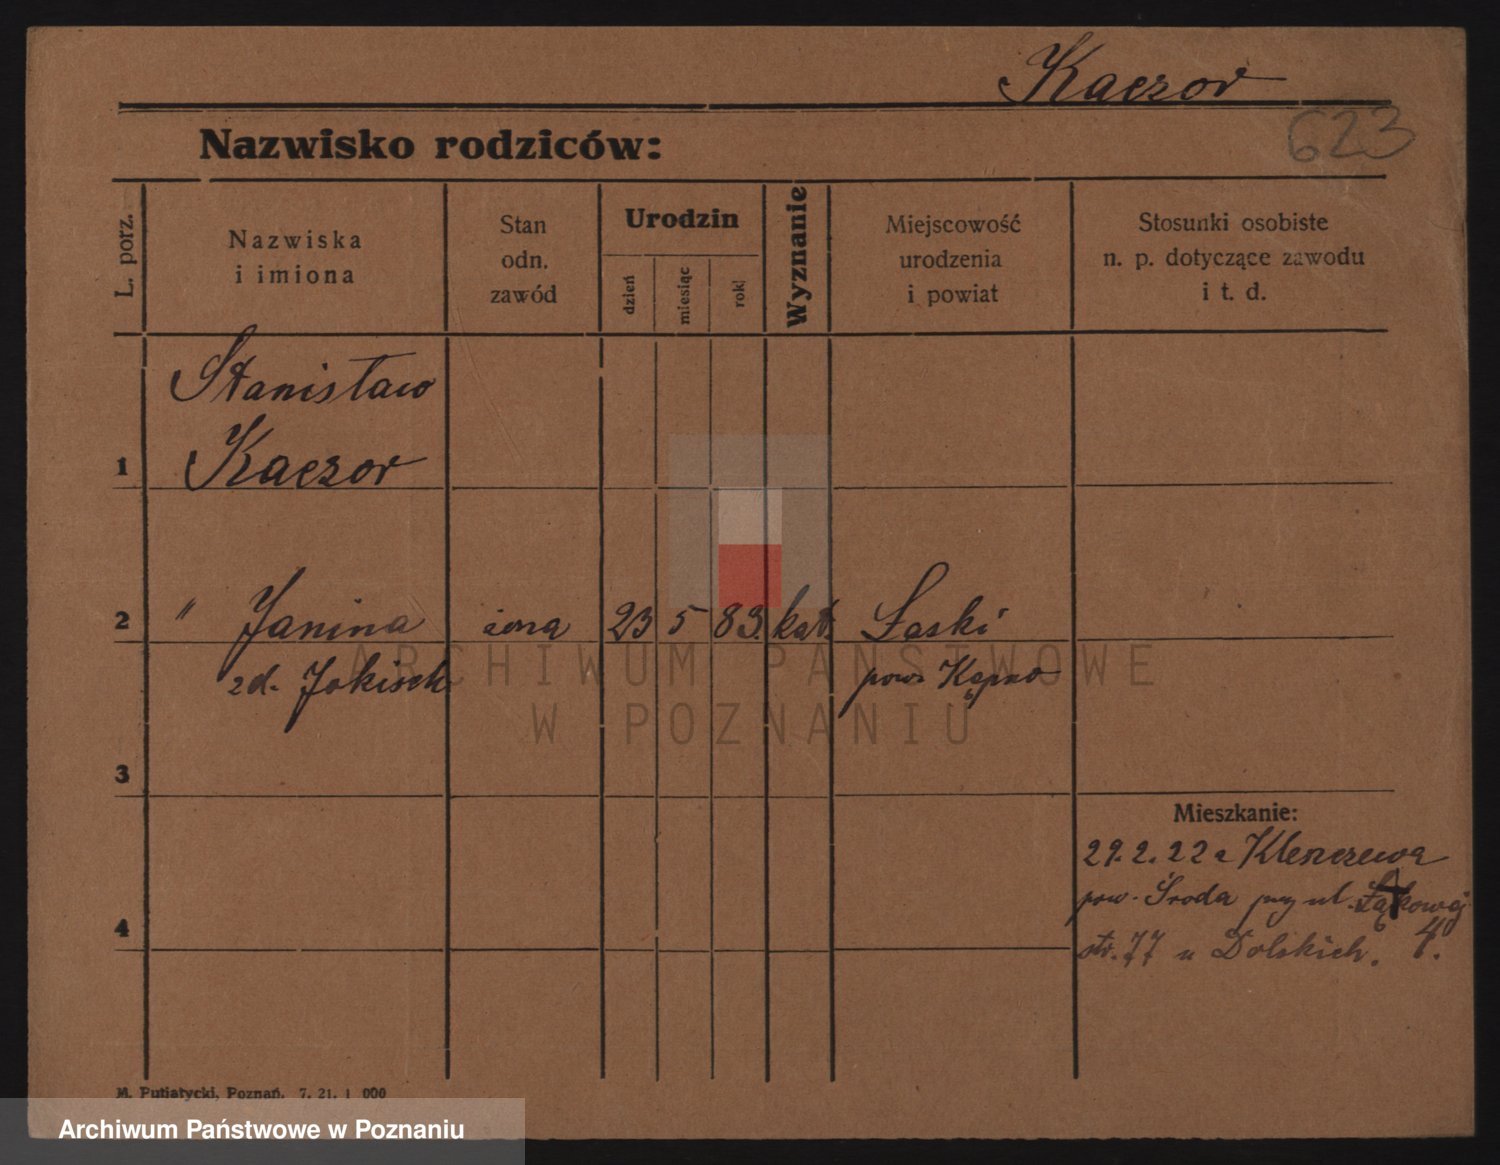 Kaczor
623
Nazwisko rodziców:
L. porz.
Nazwiska
i imiona
Stan
odn.
zawód
Urodzin
dzień
miesiąc
rok
Wyznanie
Miejscowość
urodzenia
i powiat
Stosunki osobiste
n. p. dotyczące zawodu
i t. d.
Stanisław
1 Kaczor
2 " Janina żona 23 5 83. kat. Łaski
zd. Jokisch pow. Kępno
ARCHIWUM PAŃSTWOWE
W POZNANIU
3
Mieszkanie:
29. 2. 22 z Kleszczewa
pow. Środa przy ul. Łąkowej
4 str. 77 u Dolskich. 4.
M. Putiatycki, Poznań. 7. 21. 1 000
Archiwum Państwowe w Poznaniu